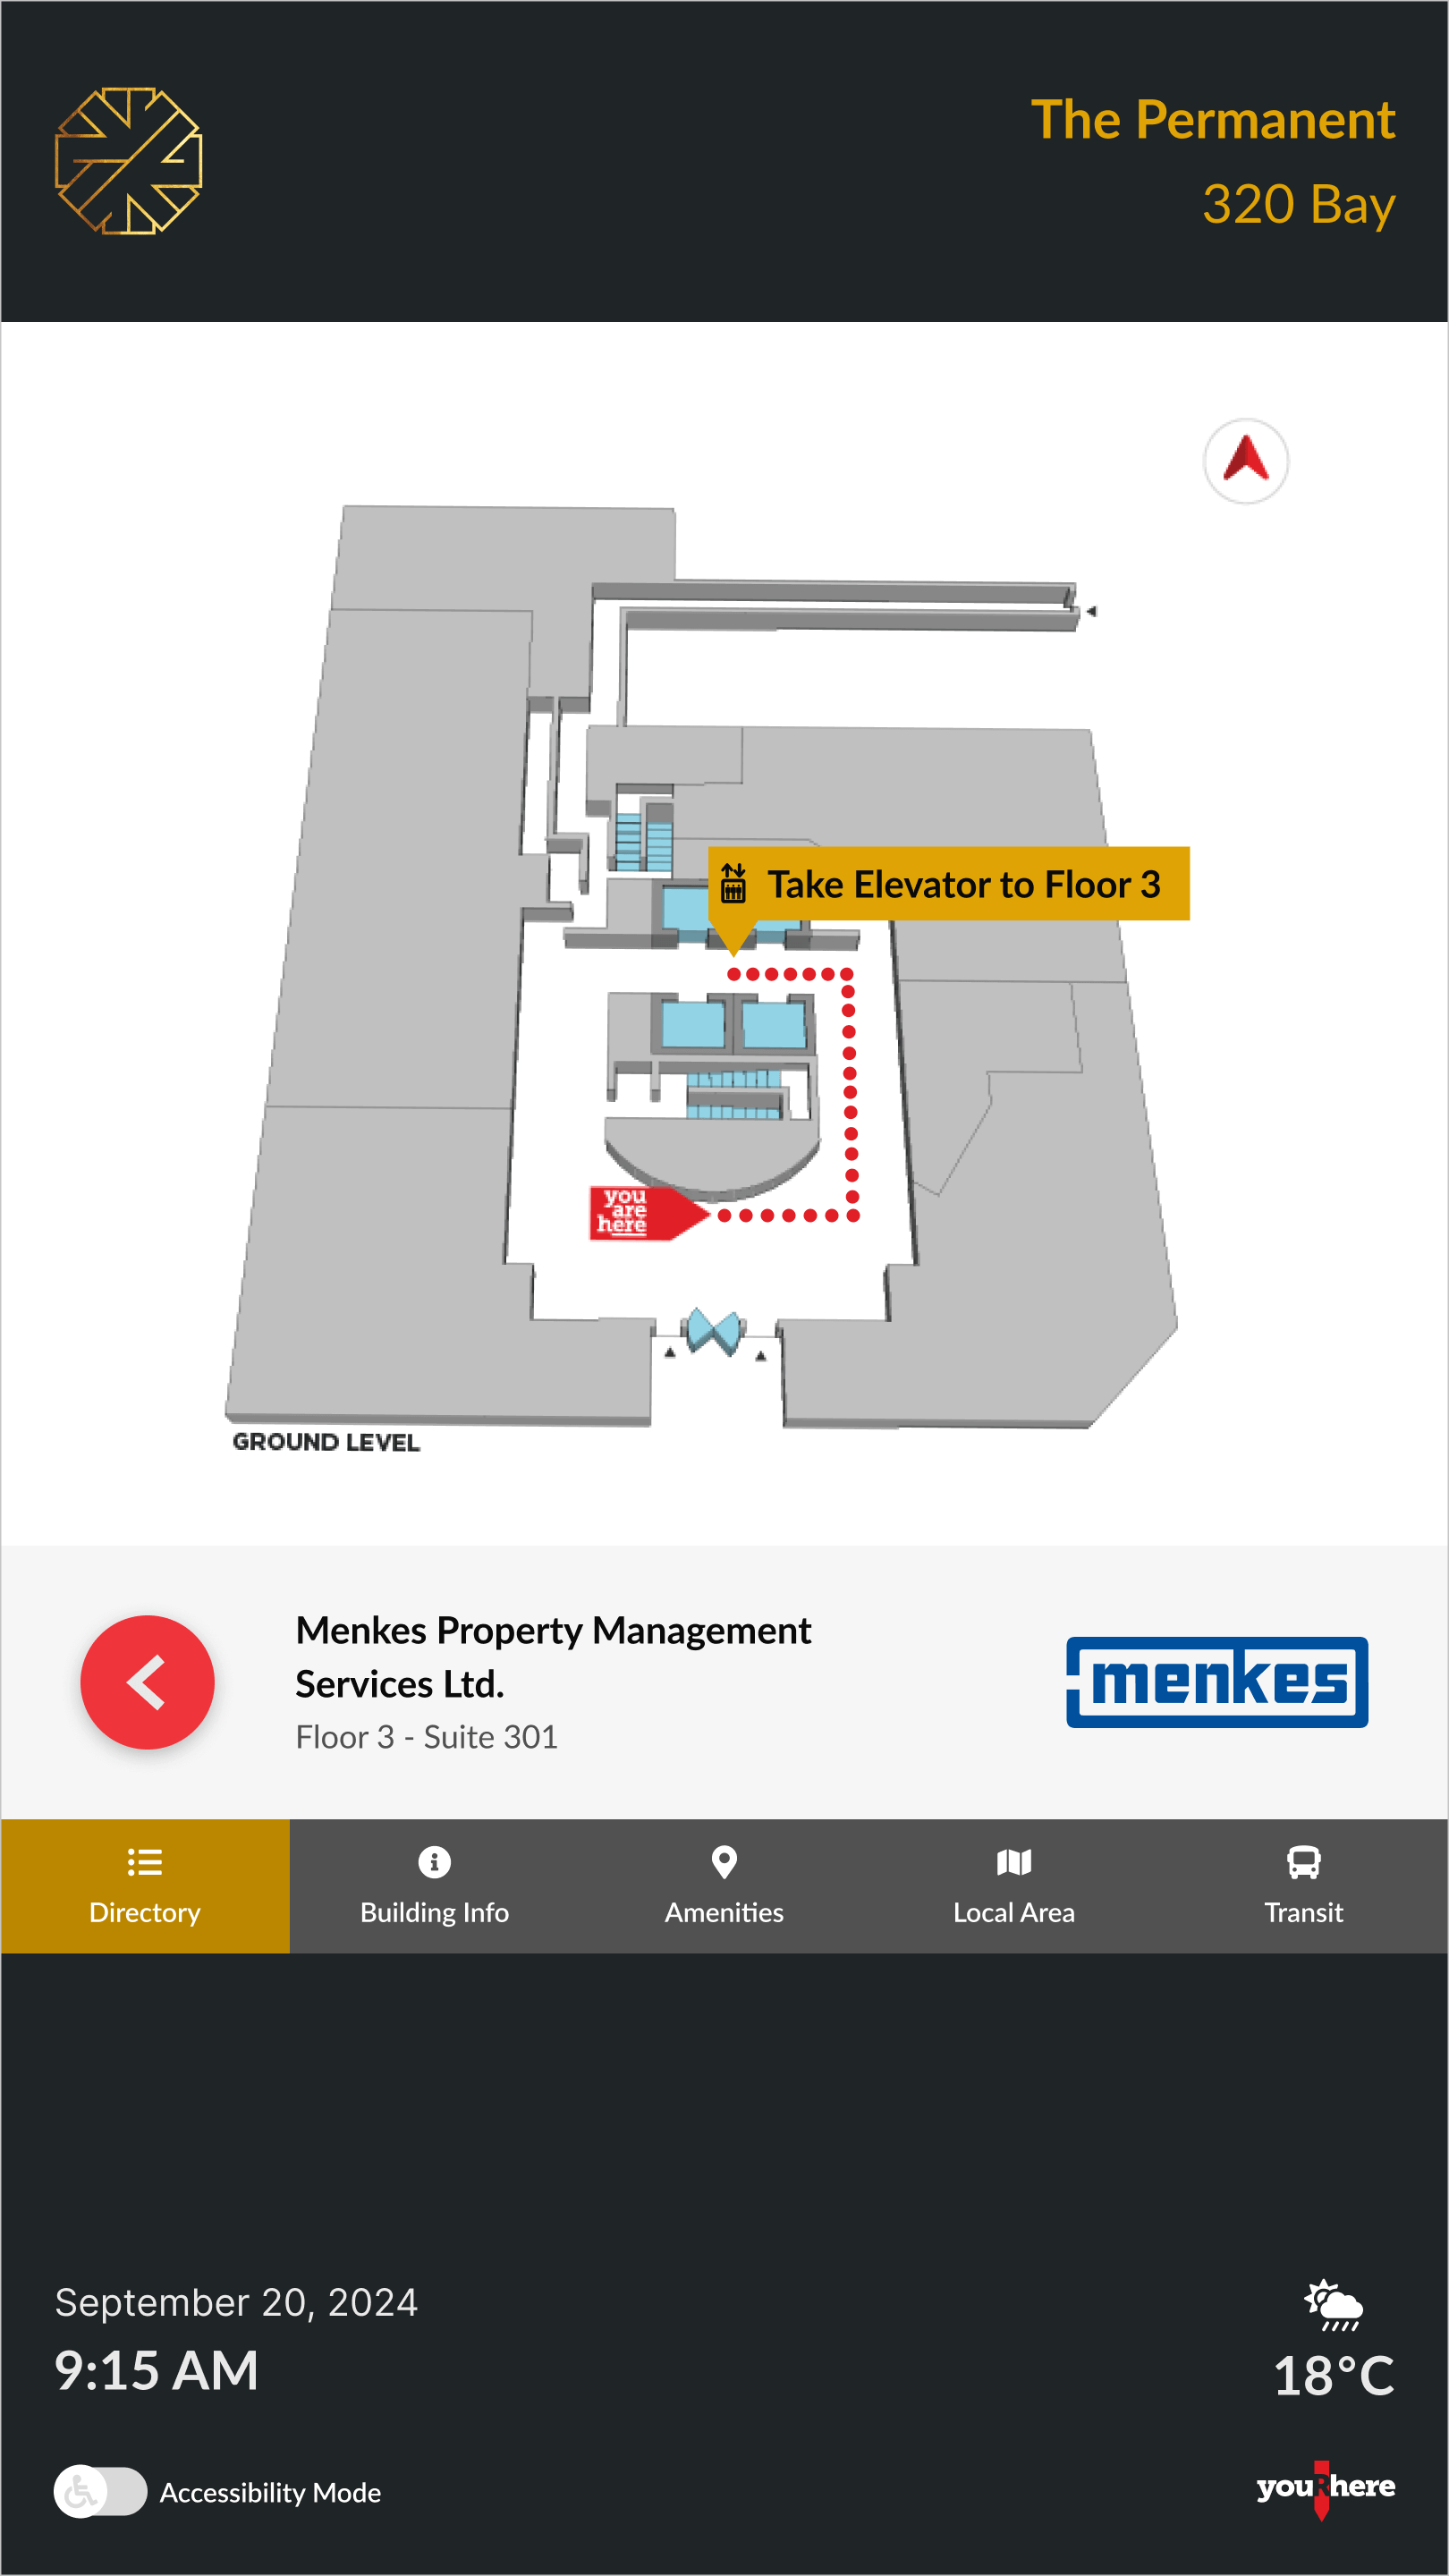 The Permanent
320 Bay
Take Elevator to Floor 3
you
are
here
GROUND LEVEL
Menkes Property Management
Services Ltd.
Floor 3 - Suite 301
menkes
Directory
Building Info
Amenities
Local Area
Transit
September 20, 2024
9:15 AM
18°C
Accessibility Mode
youRhere